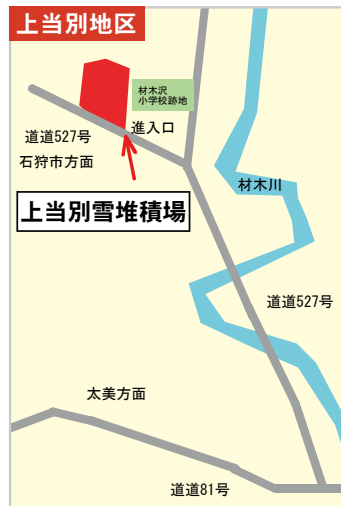 上当別地区
材木沢
小学校跡地
進入口
道道527号
石狩市方面
上当別雪堆積場
材木川
道道527号
太美方面
道道81号